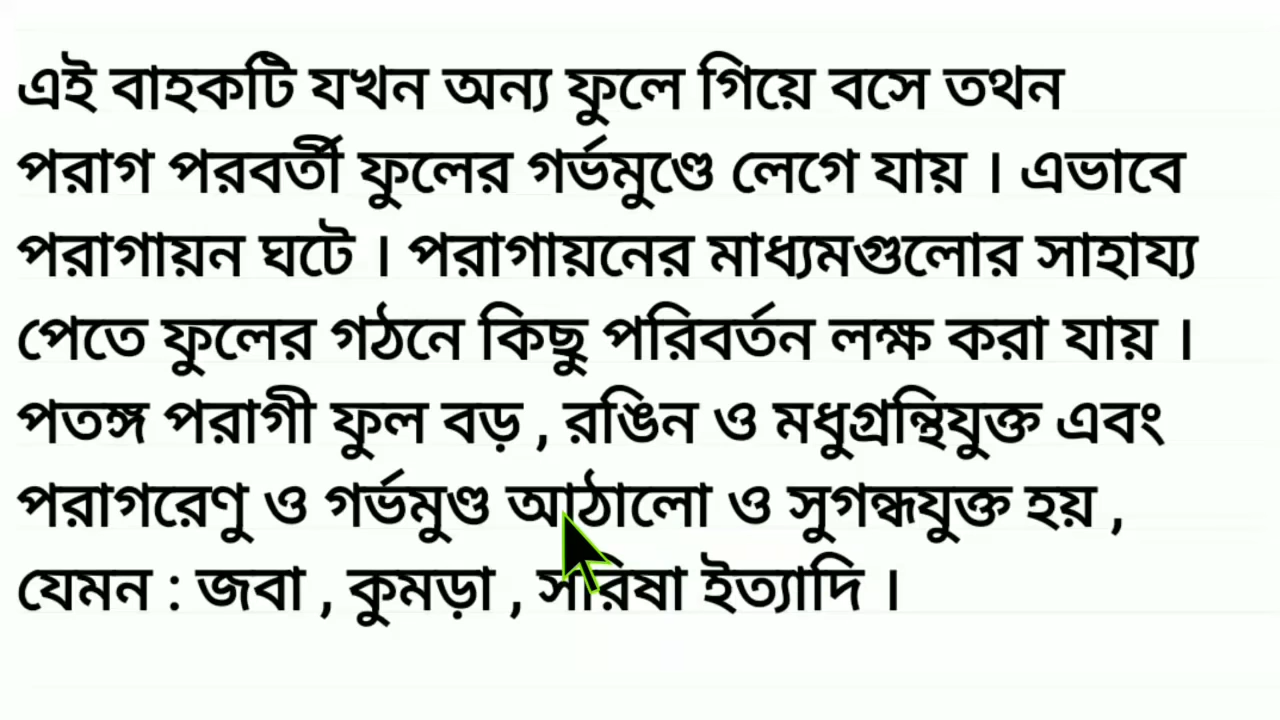 এই বাহকটি যখন অন্য ফুলে গিয়ে বসে তথন
পরাগ পরবর্তী ফুলের গর্ভমুণ্ডে লেগে যায় ।  এভাবে
পরাগায়ন ঘটে । পরাগায়নের মাধ্যমগুলোর সাহায্য
পেতে ফুলের গঠনে কিছু পরিবর্তন লক্ষ করা যায় ।
পতঙ্গ পরাগী ফুল বড় , রঙিন ও মধুগ্রন্থিযুক্ত এবং
পরাগরেণু ও গর্ভমুণ্ড আঠালো ও সুগন্ধযুক্ত হয় ,
যেমন : জবা , কুমড়া , সরিষা ইত্যাদি ।